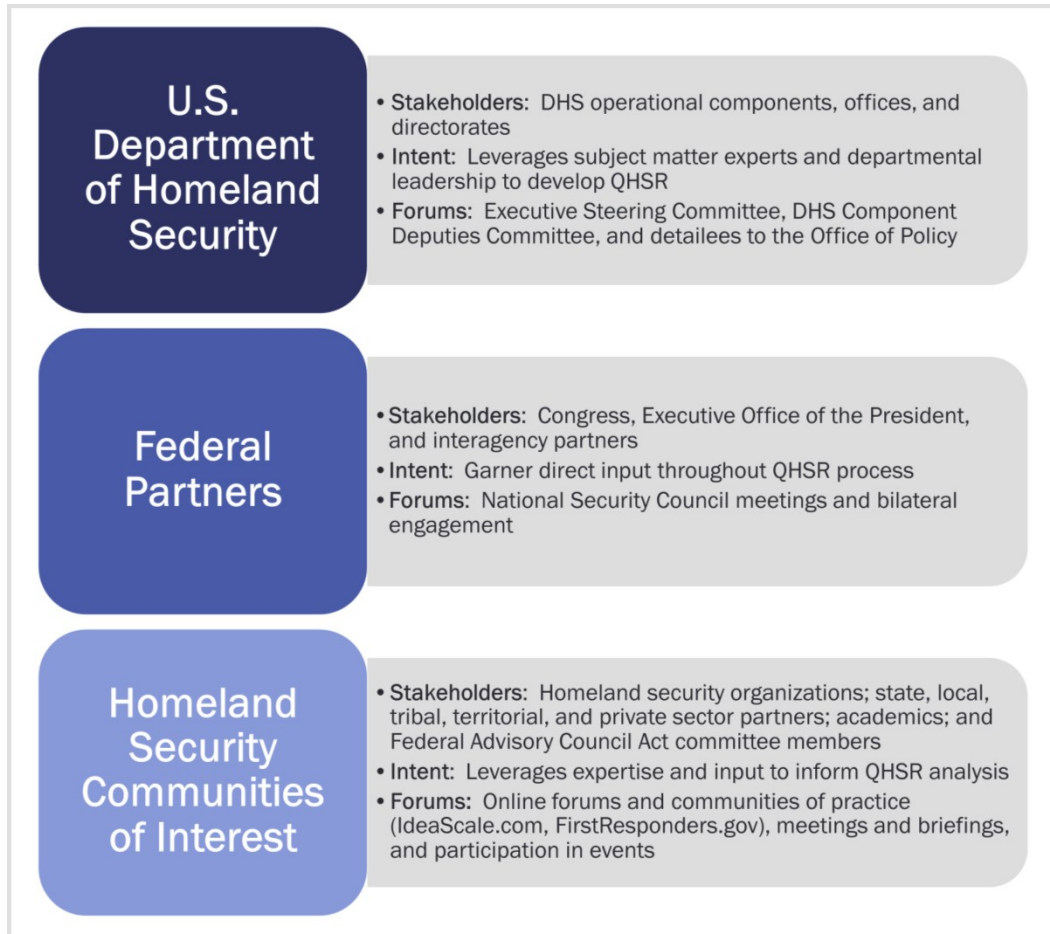 U.S.
Department
of Homeland
Security
• Stakeholders: DHS operational components, offices, and
directorates
• Intent: Leverages subject matter experts and departmental
leadership to develop QHSR
• Forums: Executive Steering Committee, DHS Component
Deputies Committee, and detailees to the Office of Policy
Federal
Partners
• Stakeholders: Congress, Executive Office of the President,
and interagency partners
• Intent: Garner direct input throughout QHSR process
• Forums: National Security Council meetings and bilateral
engagement
Homeland
Security
Communities
of Interest
• Stakeholders: Homeland security organizations; state, local,
tribal, territorial, and private sector partners; academics; and
Federal Advisory Council Act committee members
• Intent: Leverages expertise and input to inform QHSR analysis
• Forums: Online forums and communities of practice
(IdeaScale.com, FirstResponders.gov), meetings and briefings,
and participation in events